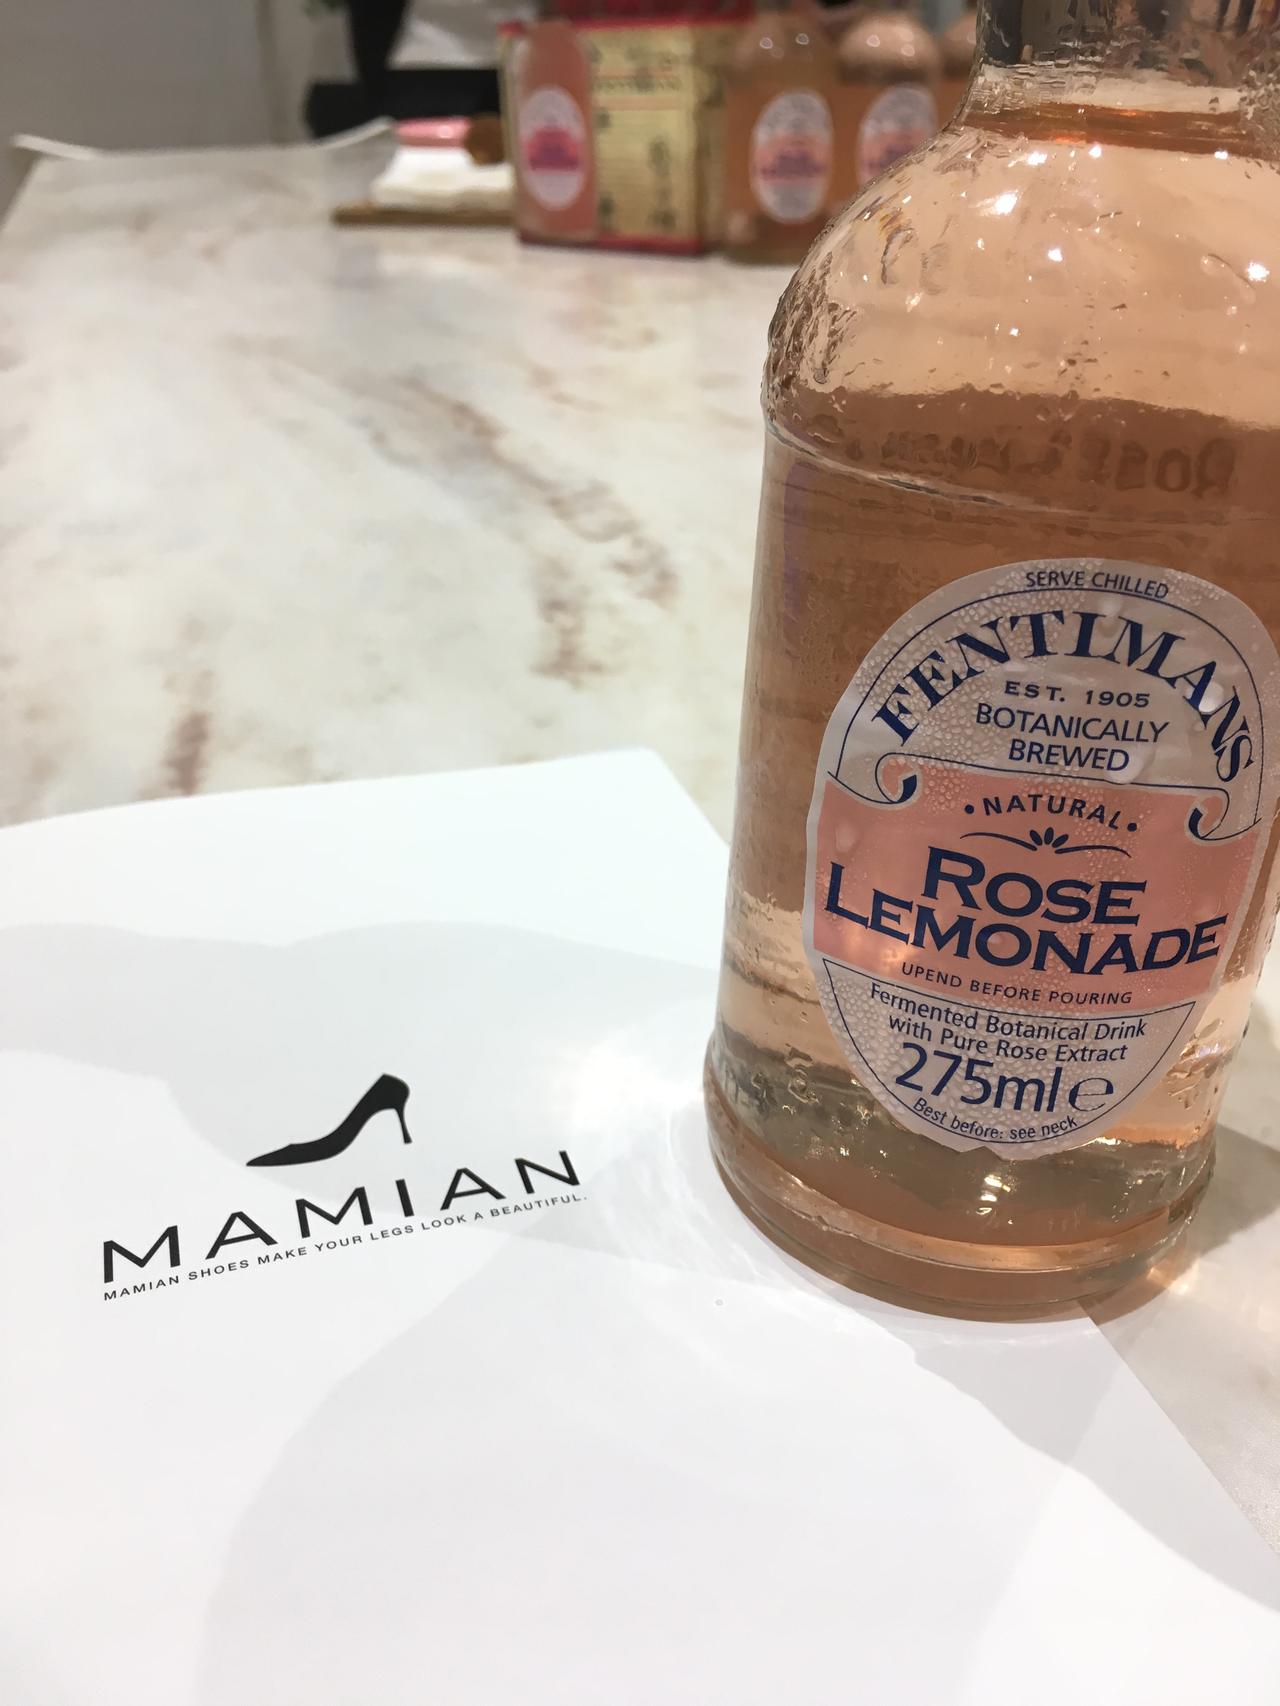 SERVE CHILLED
FENTIMANS
EST. 1905
BOTANICALLY
BREWED
• NATURAL •
ROSE
LEMONADE
UPEND BEFORE POURING
Fermented Botanical Drink
with Pure Rose Extract
275ml e
Best before: see neck
MAMIAN
MAMIAN SHOES MAKE YOUR LEGS LOOK A BEAUTIFUL.